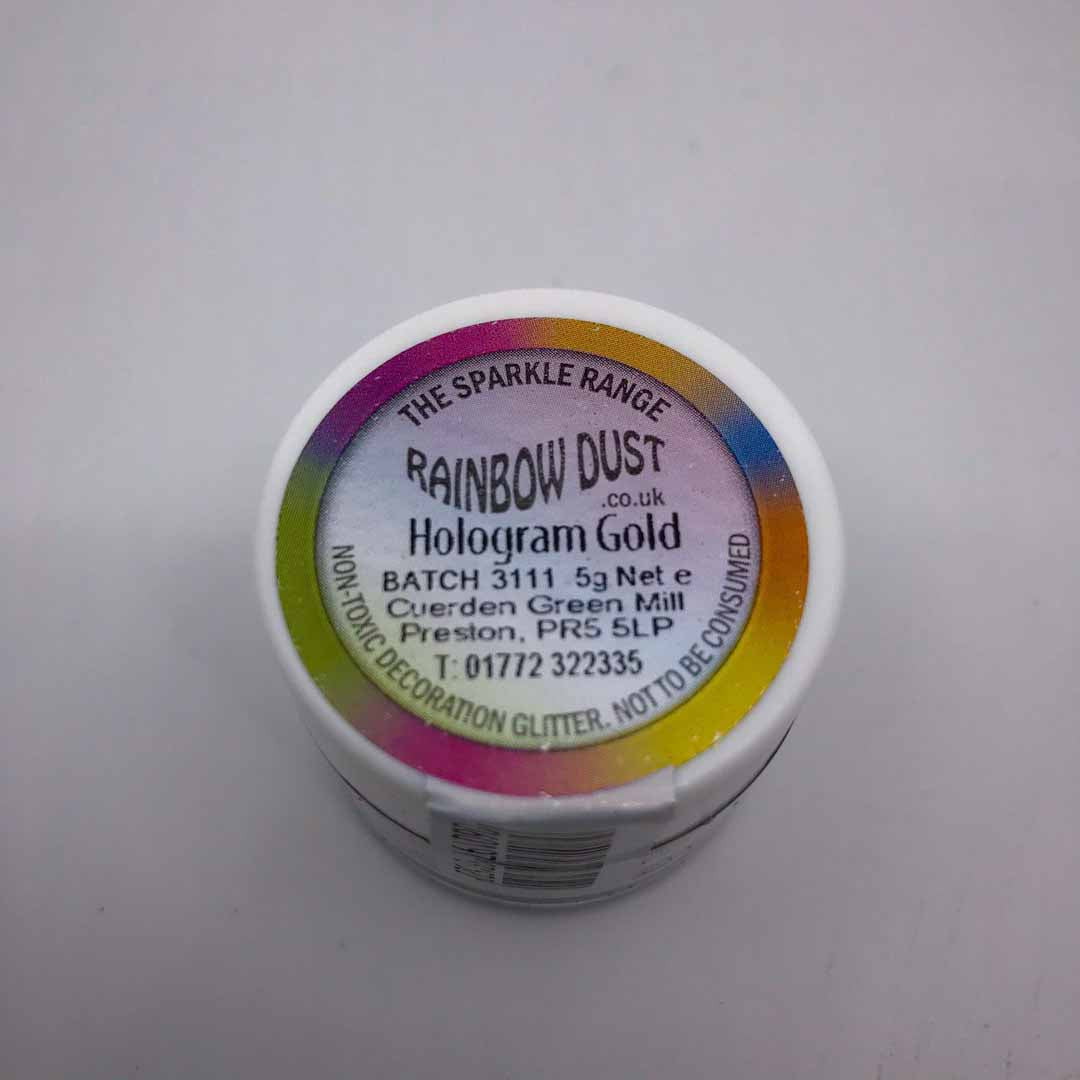 THE SPARKLE RANGE
RAINBOW DUST
.co.uk
Hologram Gold
BATCH 3111 5g Net e
Cuerden Green Mill
Preston, PR5 5LP
T: 01772 322335
NON-TOXIC DECORATION GLITTER. NOT TO BE CONSUMED